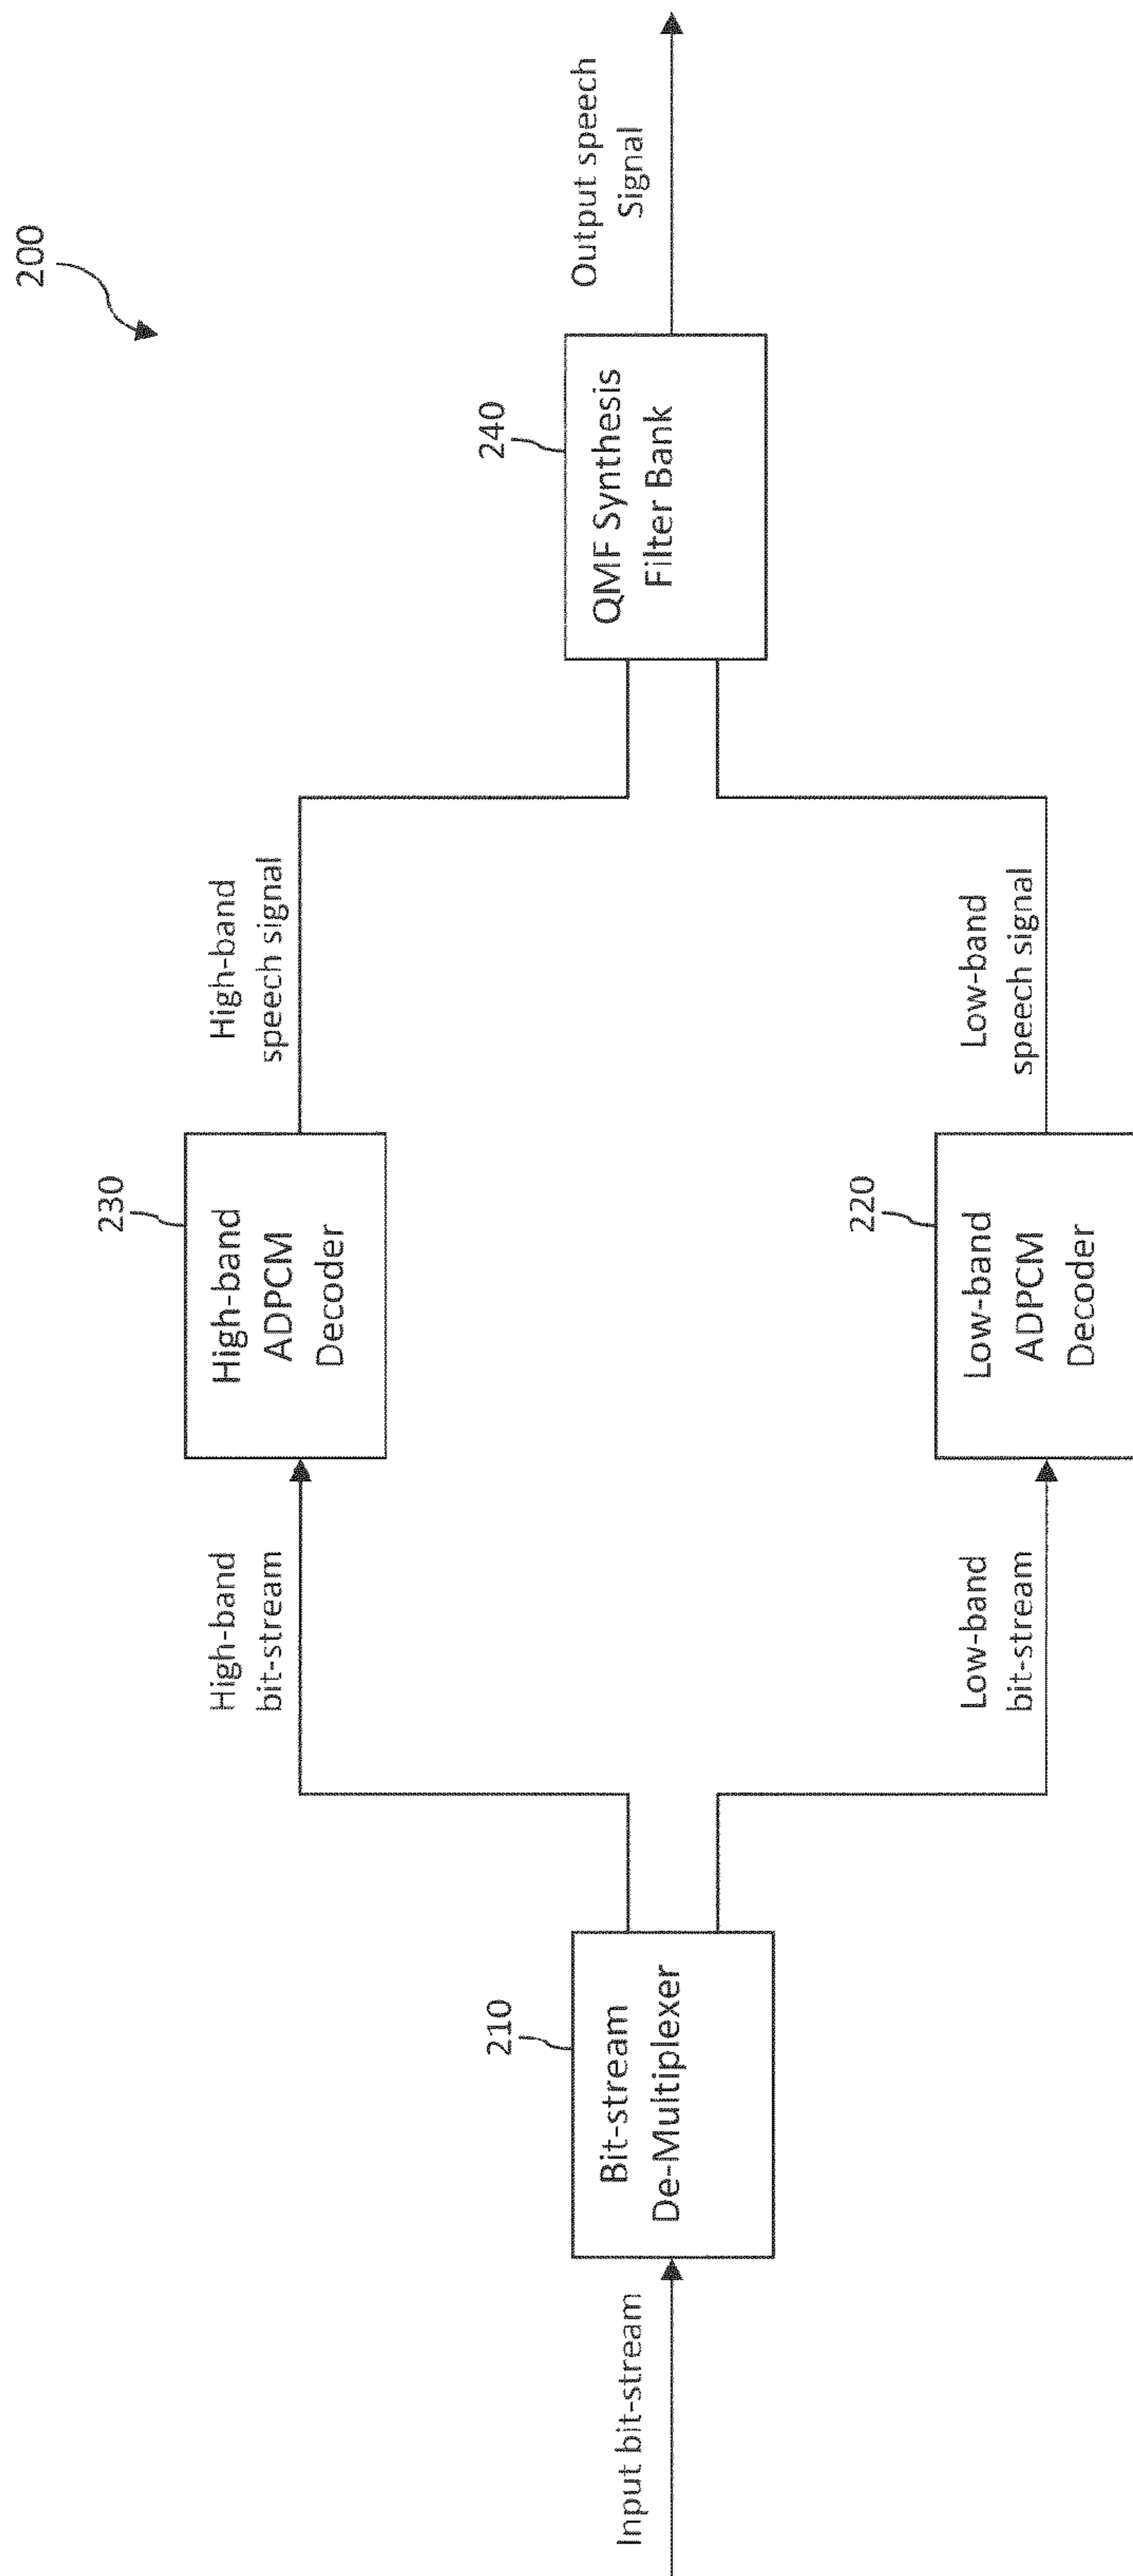 200
Input bit-stream
210
Bit-stream
De-Multiplexer
High-band
bit-stream
230
High-band
ADPCM
Decoder
High-band
speech signal
Low-band
bit-stream
220
Low-band
ADPCM
Decoder
Low-band
speech signal
240
QMF Synthesis
Filter Bank
Output speech
Signal